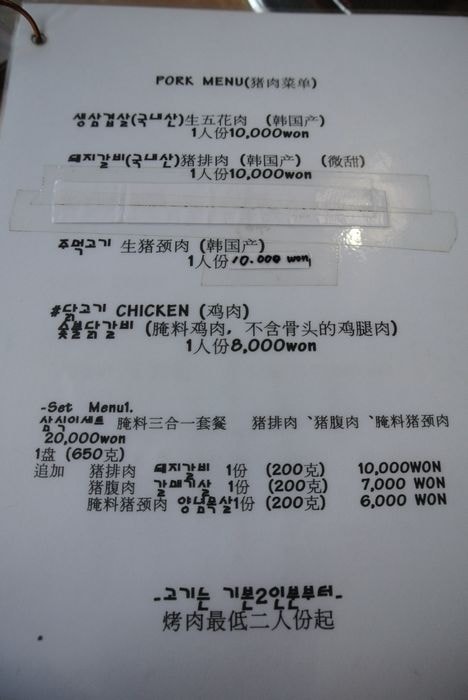 PORK MENU(猪肉菜单)
생삼겹살(국내산)生五花肉 (韩国产)
1人份10,000won
돼지갈비(국내산)猪排肉 (韩国产) (微甜)
1人份10,000won
주먹고기 生猪颈肉 (韩国产)
1人份10.000 won
#닭고기 CHICKEN (鸡肉)
숯불닭갈비 (腌料鸡肉, 不含骨头的鸡腿肉)
1人份8,000won
-Set Menu1.
삼식이세트 腌料三合一套餐 猪排肉 `猪腹肉 `腌料猪颈肉
20,000won
1盘 (650克)
追加 猪排肉 돼지갈비 1份 (200克) 10,000WON
猪腹肉 갈매기살 1份 (200克) 7,000 WON
腌料猪颈肉 양념목살1份 (200克) 6,000 WON
-고기는 기본2인분부터-
烤肉最低二人份起